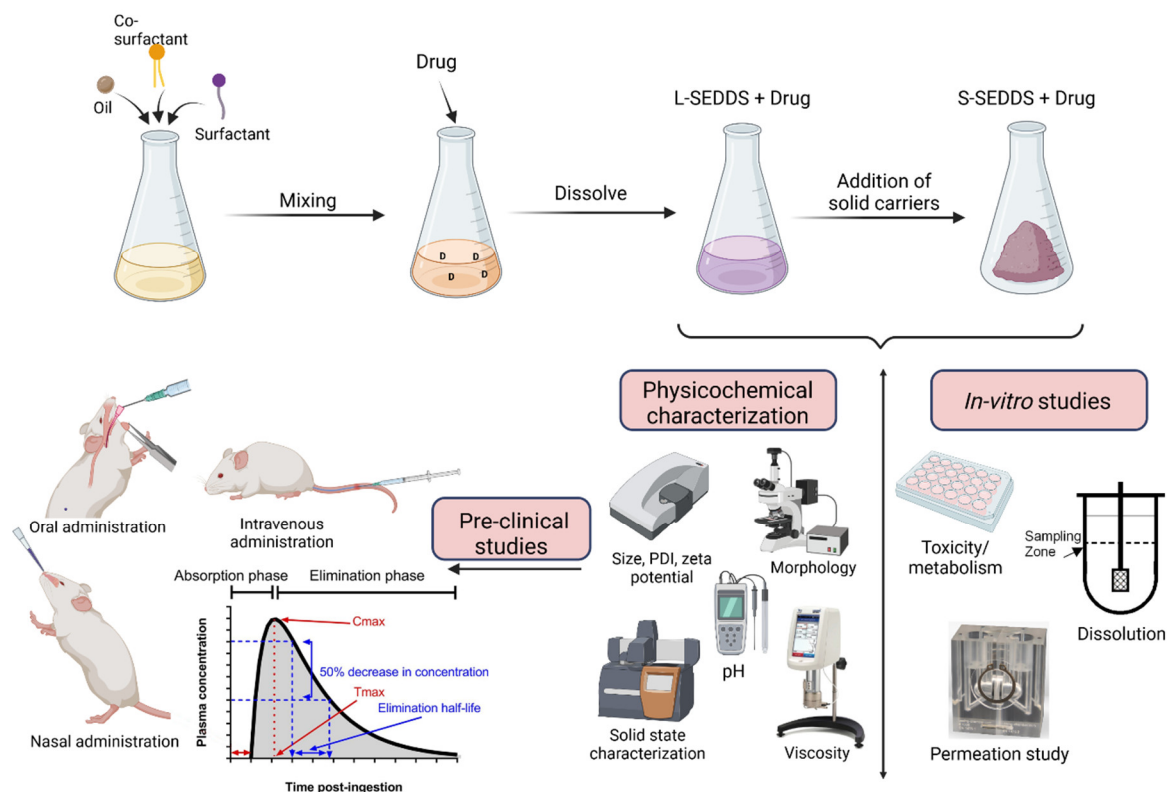 Co-
surfactant
Oil
Surfactant
Mixing
Drug
D D
D D
Dissolve
L-SEDDS + Drug
Addition of
solid carriers
S-SEDDS + Drug
Physicochemical
characterization
In-vitro studies
Oral administration
Intravenous
administration
Pre-clinical
studies
Size, PDI, zeta
potential
Morphology
Toxicity/
metabolism
Sampling
Zone
Dissolution
pH
Solid state
characterization
Viscosity
Permeation study
Nasal administration
Absorption phase
Elimination phase
Plasma concentration
Cmax
50% decrease in concentration
Tmax
Elimination half-life
Time post-ingestion